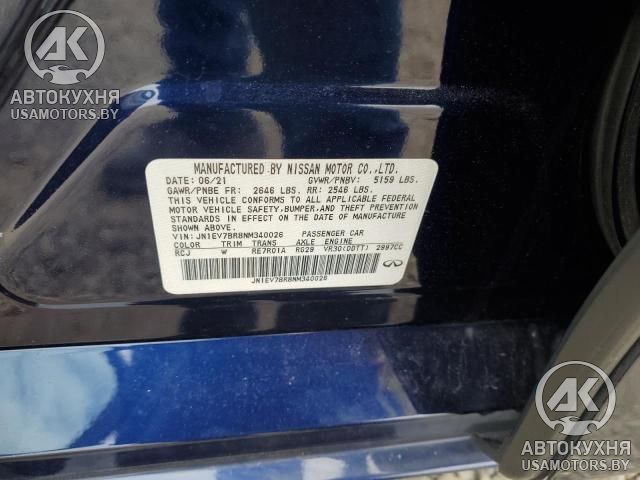 AK
АВТОКУХНЯ
USAMOTORS.BY
MANUFACTURED BY NISSAN MOTOR CO.,LTD.
DATE: 06/21 GVWR/PNBV: 5159 LBS.
GAWR/PNBE FR: 2646 LBS. RR: 2546 LBS.
THIS VEHICLE CONFORMS TO ALL APPLICABLE FEDERAL
MOTOR VEHICLE SAFETY,BUMPER,AND THEFT PREVENTION
STANDARDS IN EFFECT ON THE DATE OF MANUFACTURE
SHOWN ABOVE.
VIN: JN1EV7BR8NM340026 PASSENGER CAR
COLOR TRIM TRANS AXLE ENGINE
RCJ W RE7R01A RG29 VR30(DDTT) 2997CC
JN1EV7BR8NM340026
AK
АВТОКУХНЯ
USAMOTORS.BY